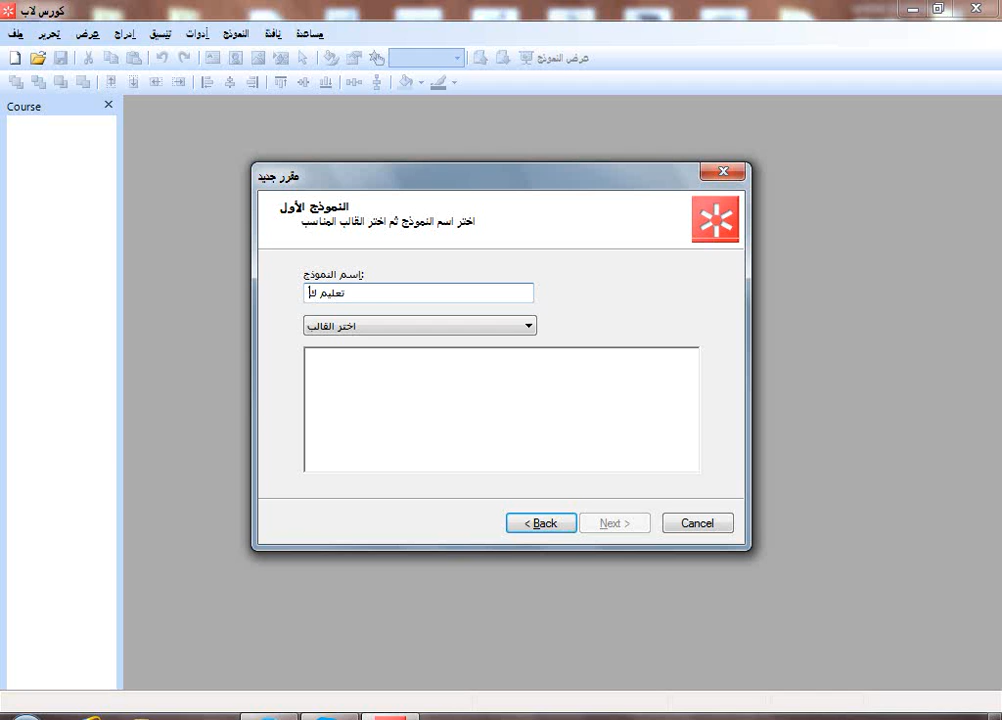 كورس لاب
ملف تحرير عرض إدراج تنسيق أدوات النموذج نافذة مساعدة
عرض النموذج
Course
مقرر جديد
النموذج الأول
اختر اسم النموذج ثم اختر القالب المناسب
إسم النموذج:
تعليم ك
اختر القالب
< Back
Next >
Cancel